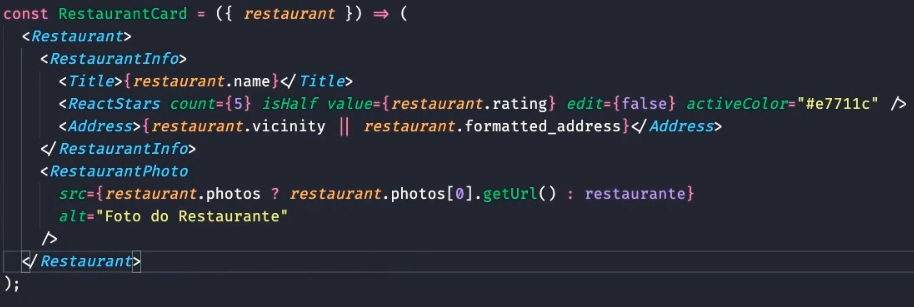 const RestaurantCard = ({ restaurant }) => (
  <Restaurant>
    <RestaurantInfo>
      <Title>{restaurant.name}</Title>
      <ReactStars count={5} isHalf value={restaurant.rating} edit={false} activeColor="#e7711c" />
      <Address>{restaurant.vicinity || restaurant.formatted_address}</Address>
    </RestaurantInfo>
    <RestaurantPhoto
      src={restaurant.photos ? restaurant.photos[0].getUrl() : restaurante}
      alt="Foto do Restaurante"
    />
  </Restaurant>
);